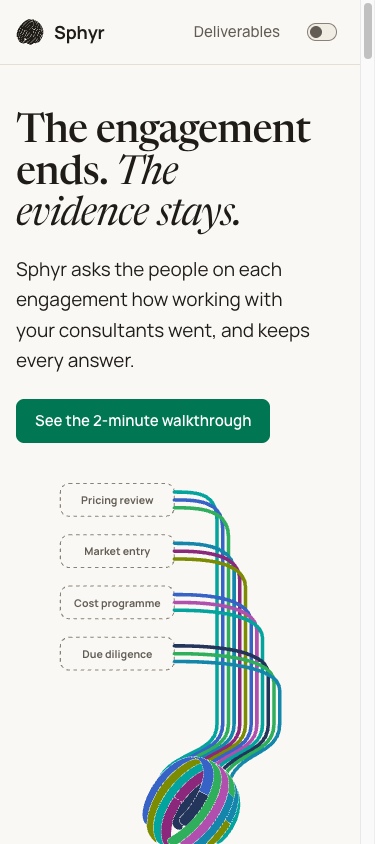 Sphyr
Deliverables
The engagement
ends. The
evidence stays.
Sphyr asks the people on each
engagement how working with
your consultants went, and keeps
every answer.
See the 2-minute walkthrough
Pricing review
Market entry
Cost programme
Due diligence